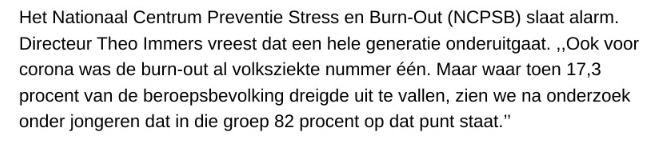 Het Nationaal Centrum Preventie Stress en Burn-Out (NCPSB) slaat alarm.
Directeur Theo Immers vreest dat een hele generatie onderuitgaat. ,,Ook voor
corona was de burn-out al volksziekte nummer één. Maar waar toen 17,3
procent van de beroepsbevolking dreigde uit te vallen, zien we na onderzoek
onder jongeren dat in die groep 82 procent op dat punt staat.’’